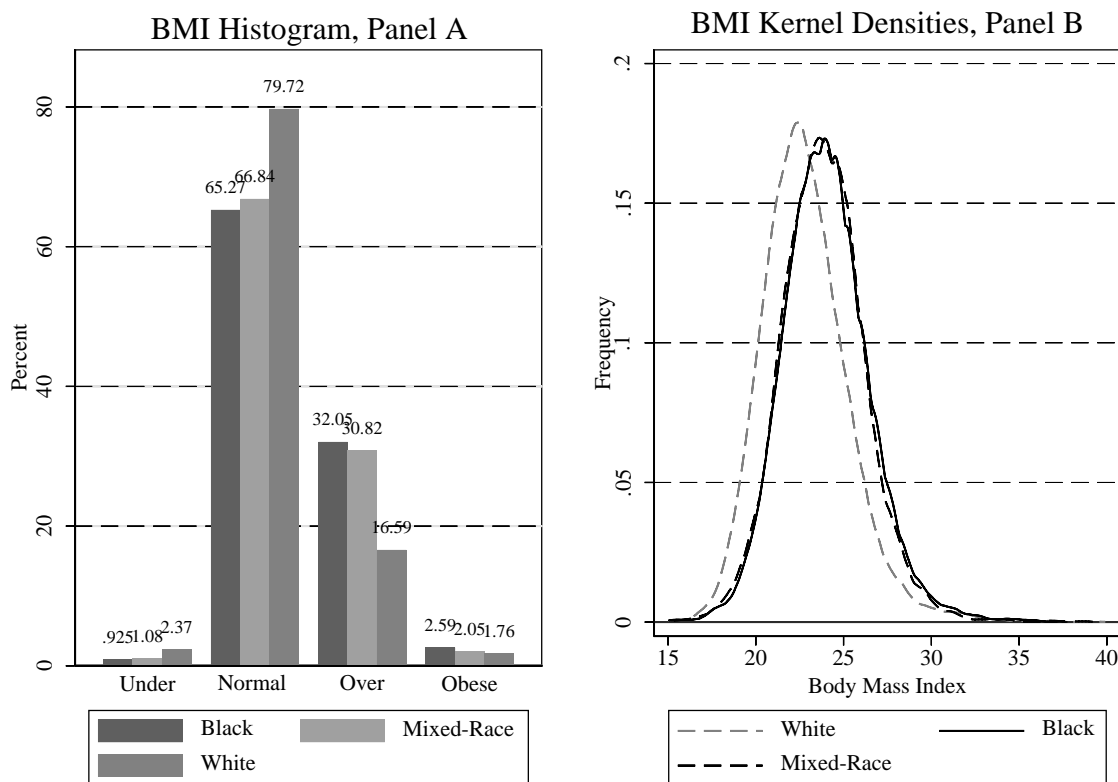 BMI Histogram, Panel A
Percent
0
20
40
60
80
.925
1.08
2.37
65.27
66.84
79.72
32.05
30.82
16.59
2.59
2.05
1.76
Under
Normal
Over
Obese
Black
Mixed-Race
White
BMI Kernel Densities, Panel B
Frequency
0
.05
.1
.15
.2
15
20
25
30
35
40
Body Mass Index
White
Black
Mixed-Race